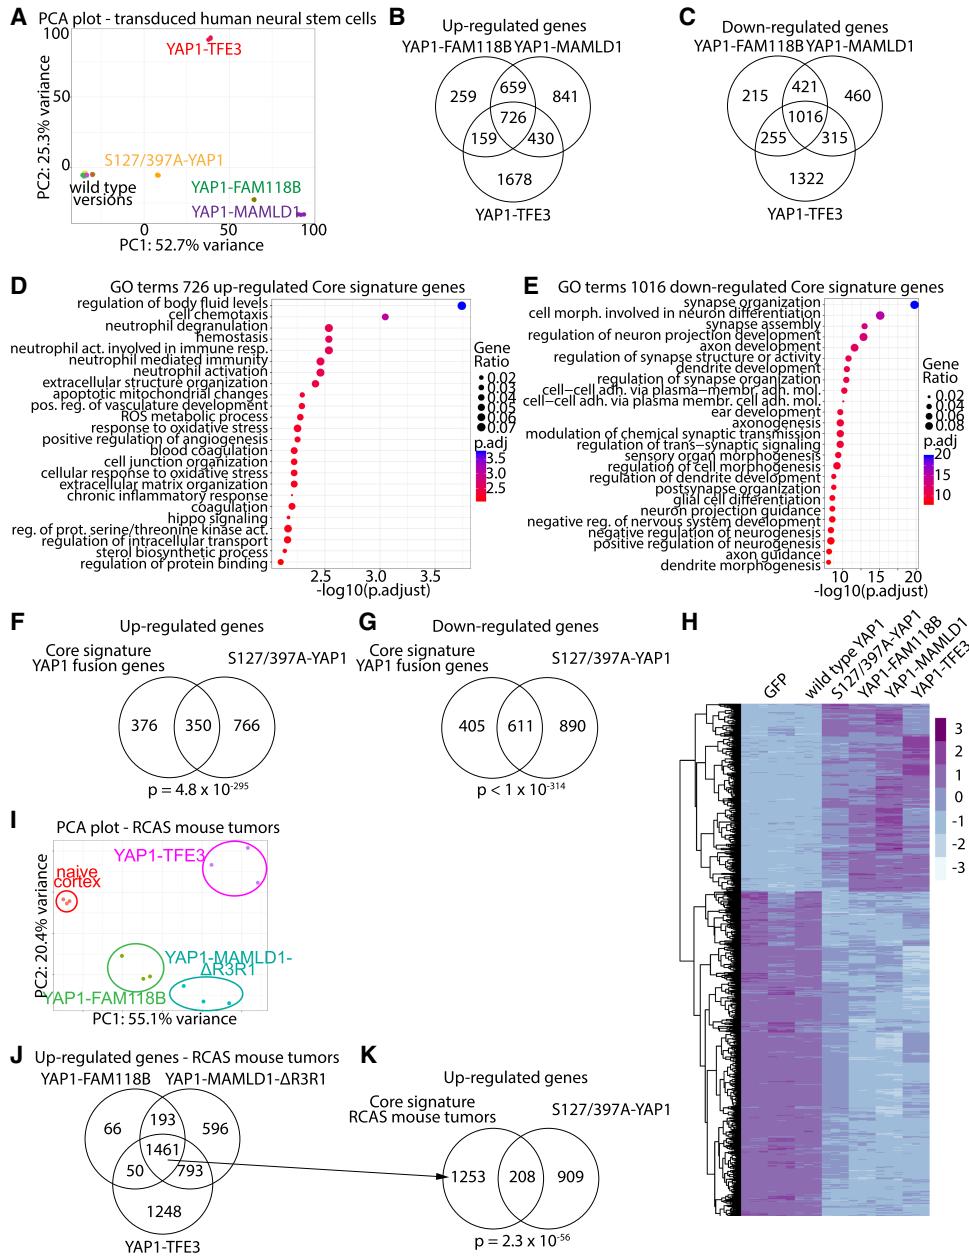 A
PCA plot - transduced human neural stem cells
100
50
0
PC2: 25.3% variance
YAP1-TFE3
S127/397A-YAP1
wild type
versions
YAP1-FAM118B
YAP1-MAMLD1
0
50
100
PC1: 52.7% variance
B
Up-regulated genes
YAP1-FAM118B YAP1-MAMLD1
659
259
841
726
159
430
1678
YAP1-TFE3
C
Down-regulated genes
YAP1-FAM118B YAP1-MAMLD1
421
215
460
1016
255
315
1322
YAP1-TFE3
D
GO terms 726 up-regulated Core signature genes
regulation of body fluid levels
cell chemotaxis
neutrophil degranulation
hemostasis
neutrophil act. involved in immune resp.
neutrophil mediated immunity
neutrophil activation
extracellular structure organization
apoptotic mitochondrial changes
pos. reg. of vasculature development
ROS metabolic process
response to oxidative stress
positive regulation of angiogenesis
blood coagulation
cell junction organization
cellular response to oxidative stress
extracellular matrix organization
chronic inflammatory response
coagulation
hippo signaling
reg. of prot. serine/threonine kinase act.
regulation of intracellular transport
sterol biosynthetic process
regulation of protein binding
2.5
3.0
3.5
-log10(p.adjust)
Gene
Ratio
0.02
0.03
0.04
0.05
0.06
0.07
p.adj
3.5
3.0
2.5
E
GO terms 1016 down-regulated Core signature genes
synapse organization
cell morph. involved in neuron differentiation
synapse assembly
regulation of neuron projection development
axon development
regulation of synapse structure or activity
dendrite development
regulation of synapse organization
cell−cell adh. via plasma−membr. adh. mol.
cell−cell adh. via plasma membr. cell adh. mol.
ear development
axonogenesis
modulation of chemical synaptic transmission
regulation of trans−synaptic signaling
sensory organ morphogenesis
regulation of cell morphogenesis
regulation of dendrite development
postsynapse organization
glial cell differentiation
neuron projection guidance
negative reg. of nervous system development
negative regulation of neurogenesis
positive regulation of neurogenesis
axon guidance
dendrite morphogenesis
10
15
20
-log10(p.adjust)
Gene
Ratio
0.02
0.04
0.06
0.08
p.adj
20
15
10
F
Up-regulated genes
Core signature
YAP1 fusion genes
S127/397A-YAP1
376
350
766
p = 4.8 x 10-295
G
Down-regulated genes
Core signature
YAP1 fusion genes
S127/397A-YAP1
405
611
890
p < 1 x 10-314
H
GFP
wild type YAP1
S127/397A-YAP1
YAP1-FAM118B
YAP1-MAMLD1
YAP1-TFE3
3
2
1
0
-1
-2
-3
I
PCA plot - RCAS mouse tumors
YAP1-TFE3
naive
cortex
YAP1-MAMLD1-
ΔR3R1
YAP1-FAM118B
PC2: 20.4% variance
PC1: 55.1% variance
J
Up-regulated genes - RCAS mouse tumors
YAP1-FAM118B YAP1-MAMLD1-ΔR3R1
193
66
596
1461
50
793
1248
YAP1-TFE3
K
Up-regulated genes
Core signature
RCAS mouse tumors
S127/397A-YAP1
1253
208
909
p = 2.3 x 10-56